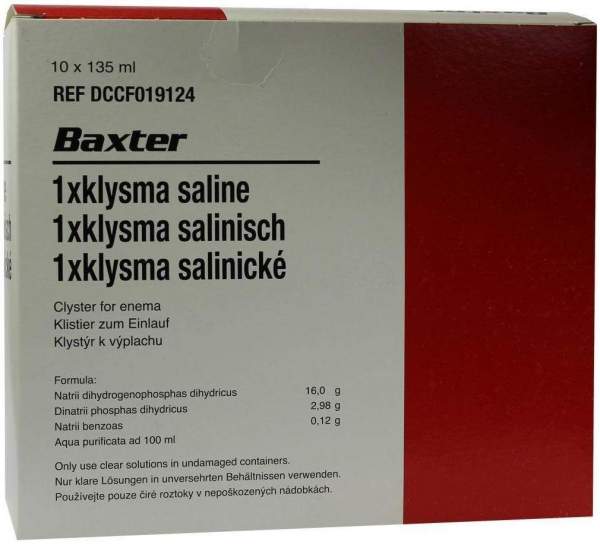 10 x 135 ml
REF DCCF019124
Baxter
1xklysma saline
1xklysma salinisch
1xklysma salinické
Clyster for enema
Klistier zum Einlauf
Klystýr k výplachu
Formula:
Natrii dihydrogenophosphas dihydricus 16,0 g
Dinatrii phosphas dihydricus 2,98 g
Natrii benzoas 0,12 g
Aqua purificata ad 100 ml
Only use clear solutions in undamaged containers.
Nur klare Lösungen in unversehrten Behältnissen verwenden.
Používejte pouze čiré roztoky v nepoškozených nádobkách.